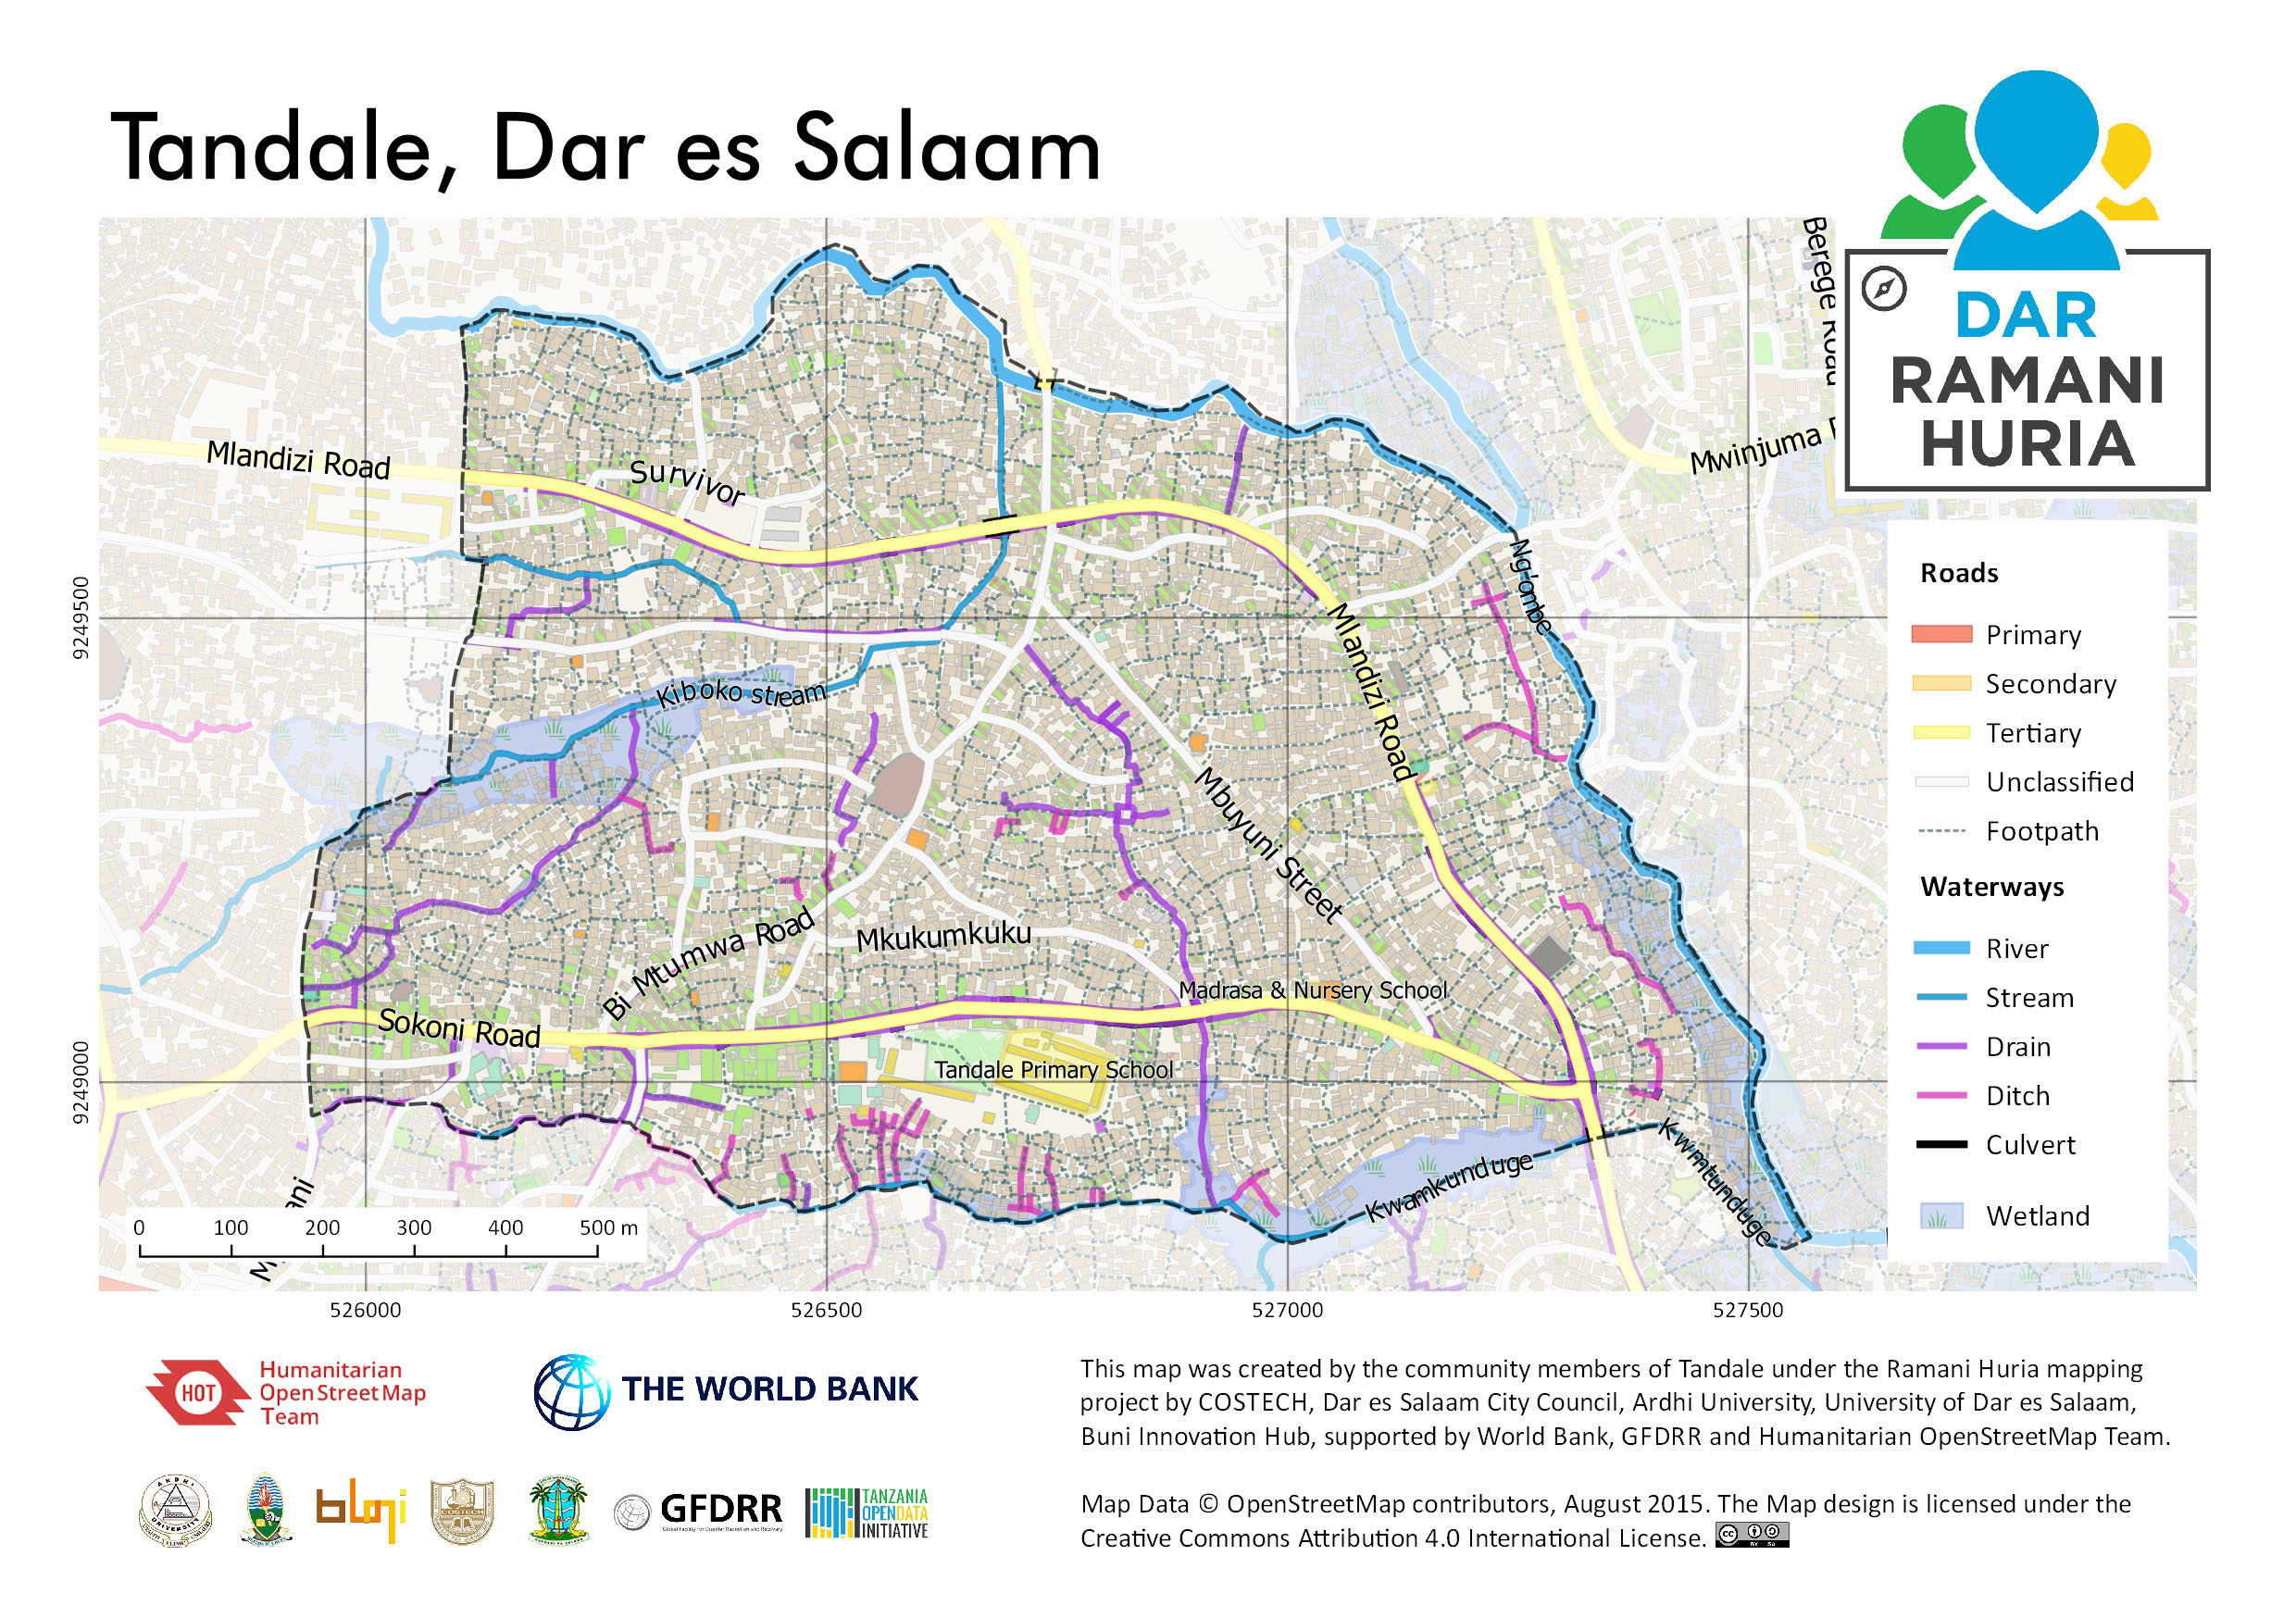 Tandale, Dar es Salaam
DAR
RAMANI
HURIA
Berege Road
Mwinjuma
Mlandizi Road
Survivor
Ng'ombe
Kiboko stream
Mlandizi Road
Mbuyuni Street
Bi Mtumwa Road
Mkukumkuku
Madrasa & Nursery School
Sokoni Road
Tandale Primary School
Kwamkunduge
Kwmtunduge
9249500
9249000
0 100 200 300 400 500 m
526000 526500 527000 527500
Roads
Primary
Secondary
Tertiary
Unclassified
Footpath
Waterways
River
Stream
Drain
Ditch
Culvert
Wetland
HOT
Humanitarian
OpenStreetMap
Team
THE WORLD BANK
GFDRR
TANZANIA
OPENDATA
INITIATIVE
This map was created by the community members of Tandale under the Ramani Huria mapping
project by COSTECH, Dar es Salaam City Council, Ardhi University, University of Dar es Salaam,
Buni Innovation Hub, supported by World Bank, GFDRR and Humanitarian OpenStreetMap Team.
Map Data © OpenStreetMap contributors, August 2015. The Map design is licensed under the
Creative Commons Attribution 4.0 International License.